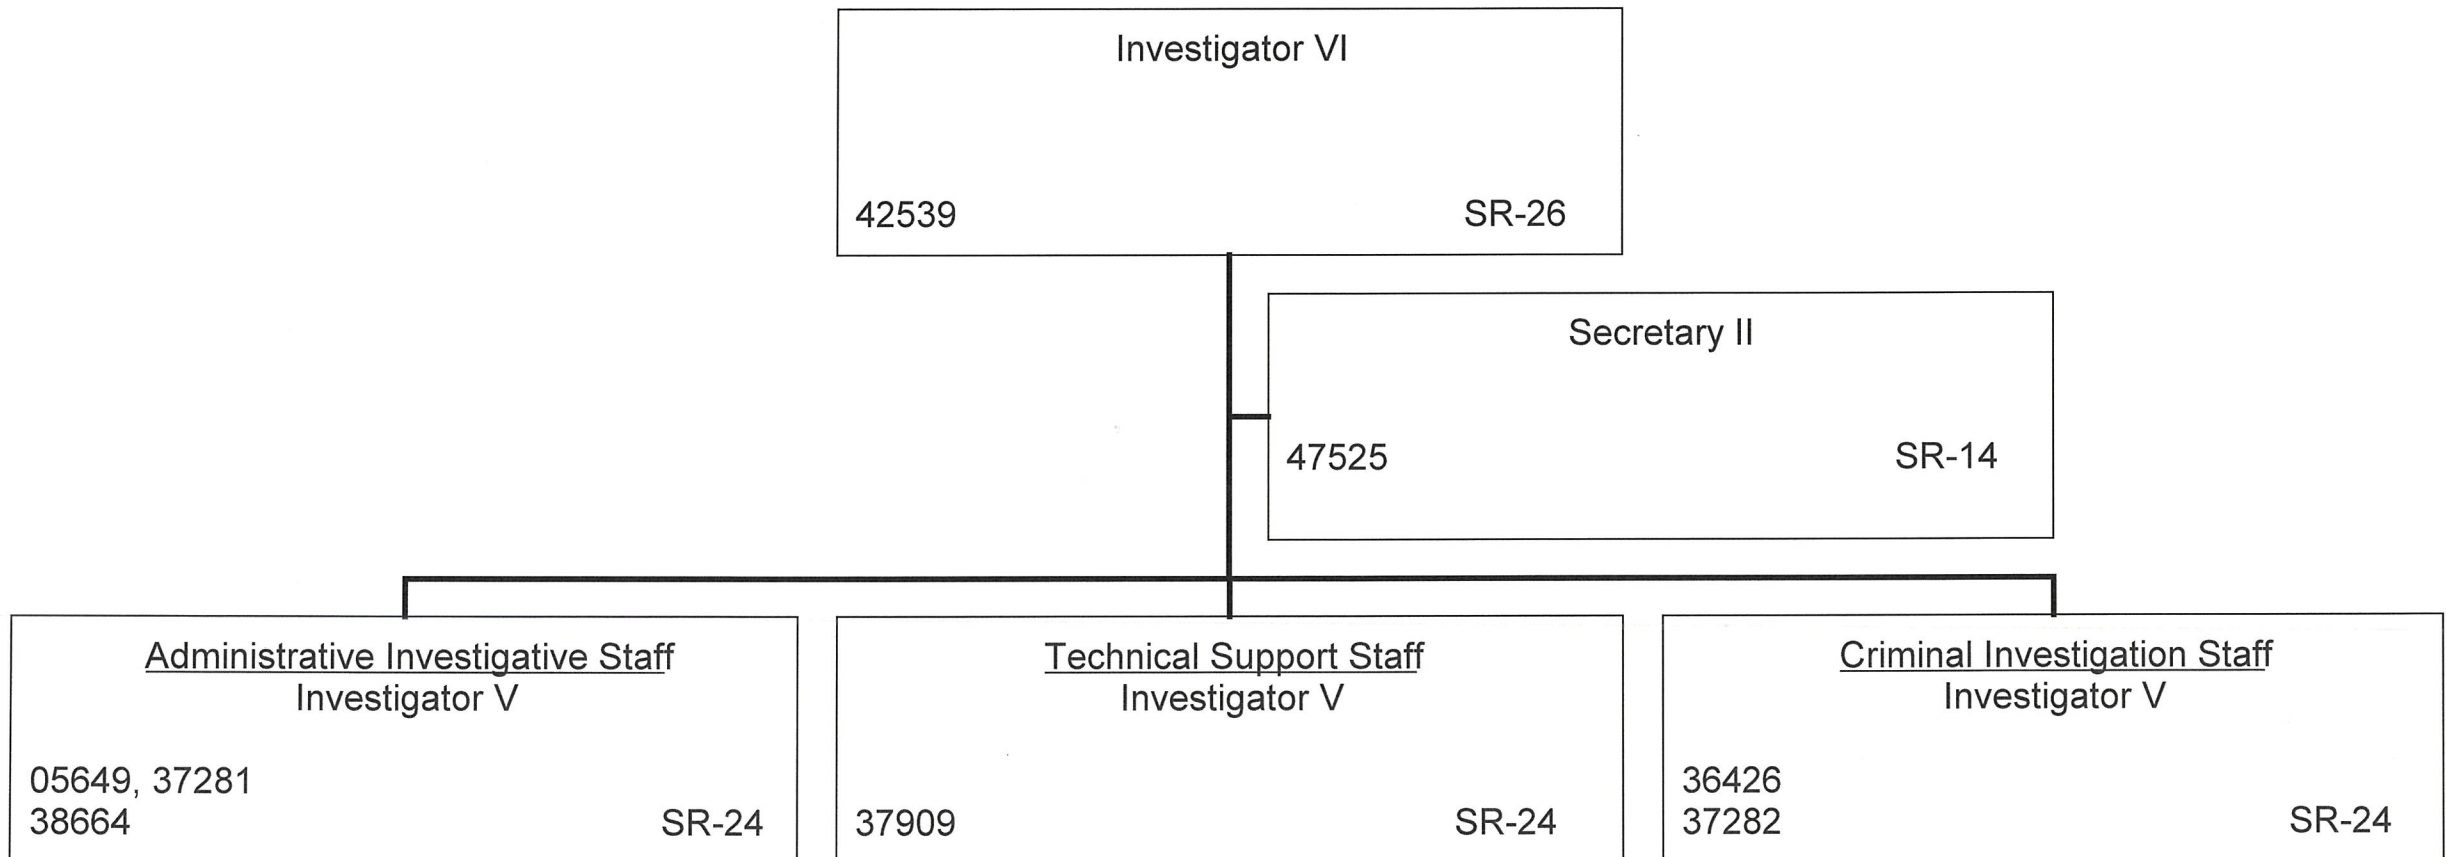 Investigator VI
42539 SR-26
Secretary II
47525 SR-14
Administrative Investigative Staff
Investigator V
05649, 37281
38664 SR-24
Technical Support Staff
Investigator V
37909 SR-24
Criminal Investigation Staff
Investigator V
36426
37282 SR-24